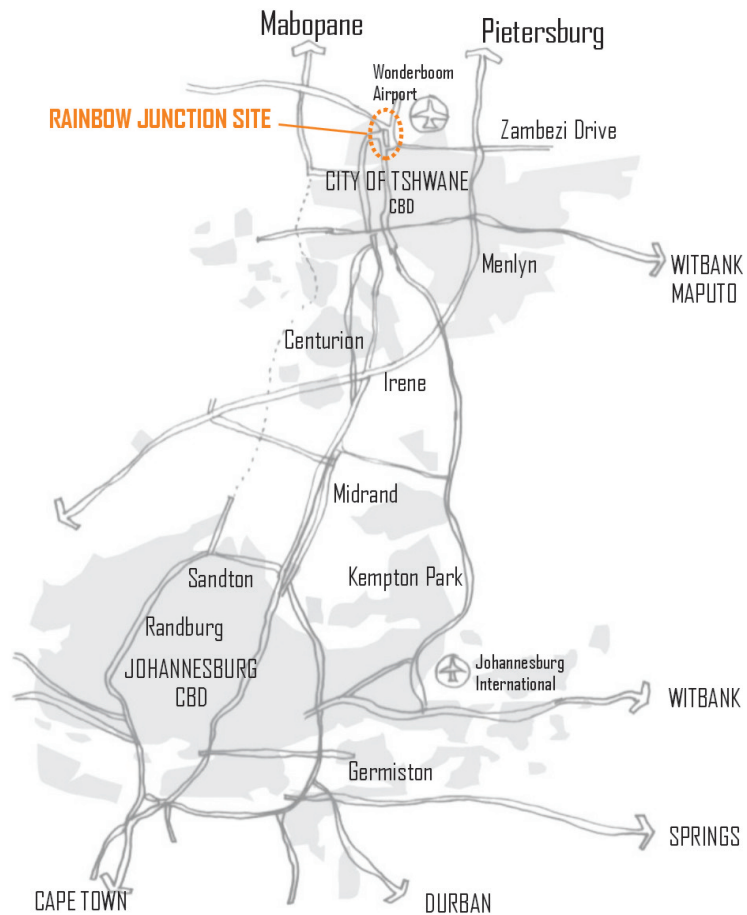 Mabopane
Pietersburg
Wonderboom
Airport
RAINBOW JUNCTION SITE
Zambezi Drive
CITY OF TSHWANE
CBD
Menlyn
WITBANK
MAPUTO
Centurion
Irene
Midrand
Sandton
Kempton Park
Randburg
JOHANNESBURG
CBD
Johannesburg
International
WITBANK
Germiston
SPRINGS
CAPE TOWN
DURBAN